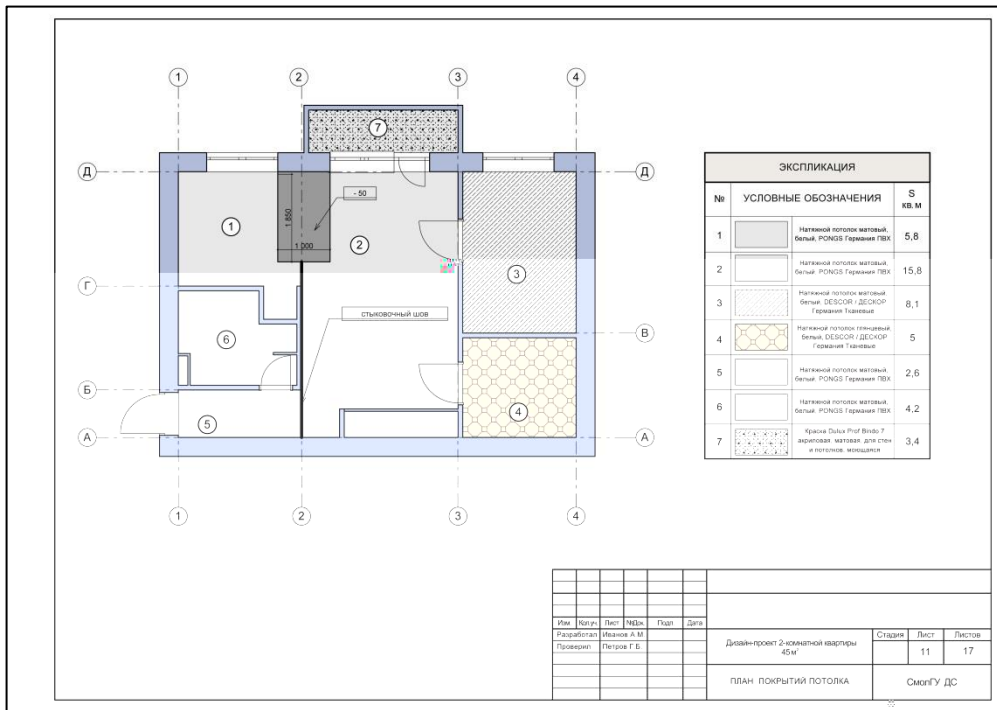 1 2 3 4
7
Д Д
- 50
1 650
1 000
1 2
3
Г
стыковочный шов
6
В
Б
5
4
А А
1 2 3 4
ЭКСПЛИКАЦИЯ
№ УСЛОВНЫЕ ОБОЗНАЧЕНИЯ S КВ. М
1 Натяжной потолок матовый, белый, PONGS Германия ПВХ 5,8
2 Натяжной потолок матовый, белый, PONGS Германия ПВХ 15,8
3 Натяжной потолок матовый белый, DESCOR / ДЕСКОР Германия Тканевые 8,1
4 Натяжной потолок глянцевый, белый, DESCOR / ДЕСКОР Германия Тканевые 5
5 Натяжной потолок матовый, белый, PONGS Германия ПВХ 2,6
6 Натяжной потолок матовый, белый, PONGS Германия ПВХ 4,2
7 Краска Dulux Prof Bindo 7 акриловая, матовая, для стен и потолков, моющаяся 3,4
Изм Кол.уч Лист №Док. Подп Дата
Разработал Иванов А.М.
Проверил Петров Г.Б.
Дизайн-проект 2-комнатной квартиры
45 м²
Стадия Лист Листов
11 17
ПЛАН ПОКРЫТИЙ ПОТОЛКА
СмолГУ ДС